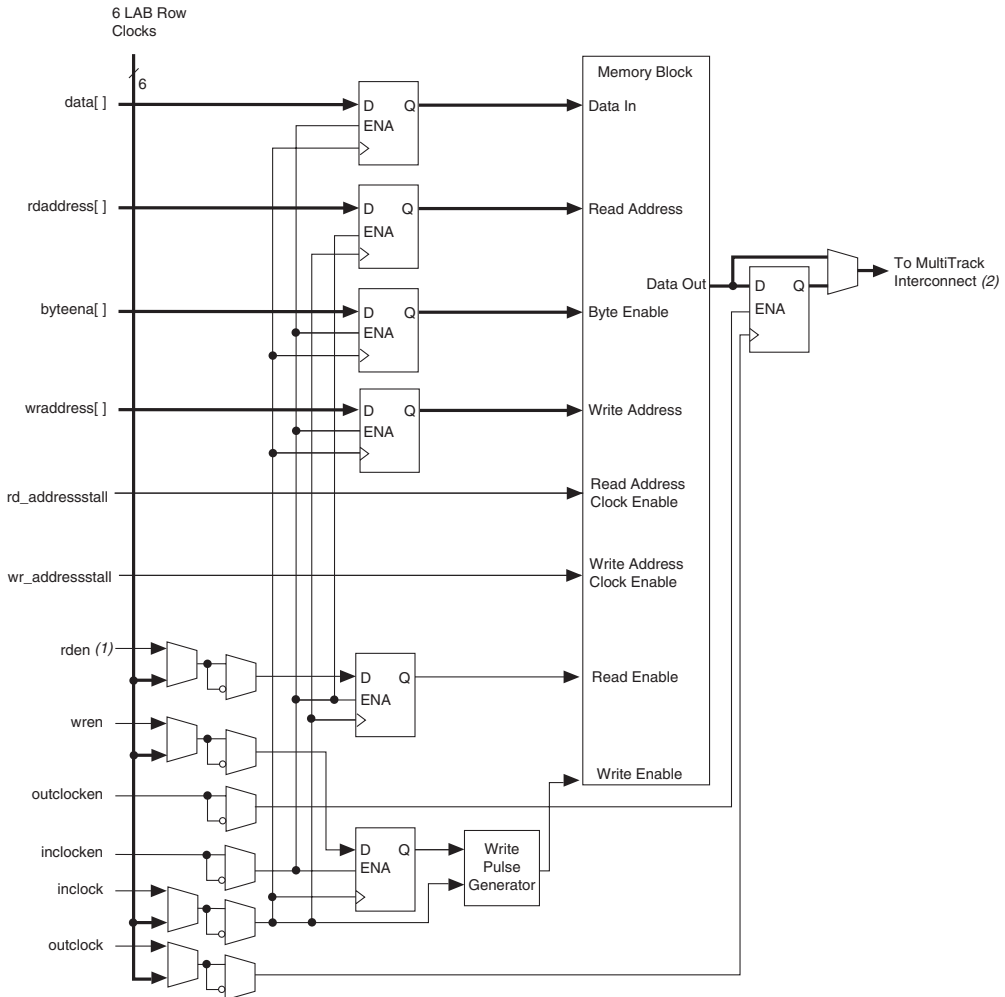 6 LAB Row
Clocks
6
data[ ]
D Q
ENA
Memory Block
Data In
rdaddress[ ]
D Q
ENA
Read Address
To MultiTrack
Interconnect (2)
Data Out
D Q
ENA
byteena[ ]
D Q
ENA
Byte Enable
wraddress[ ]
D Q
ENA
Write Address
rd_addressstall
Read Address
Clock Enable
wr_addressstall
Write Address
Clock Enable
rden (1)
D Q
ENA
Read Enable
wren
Write Enable
outclocken
inclocken
D Q
ENA
Write
Pulse
Generator
inclock
outclock